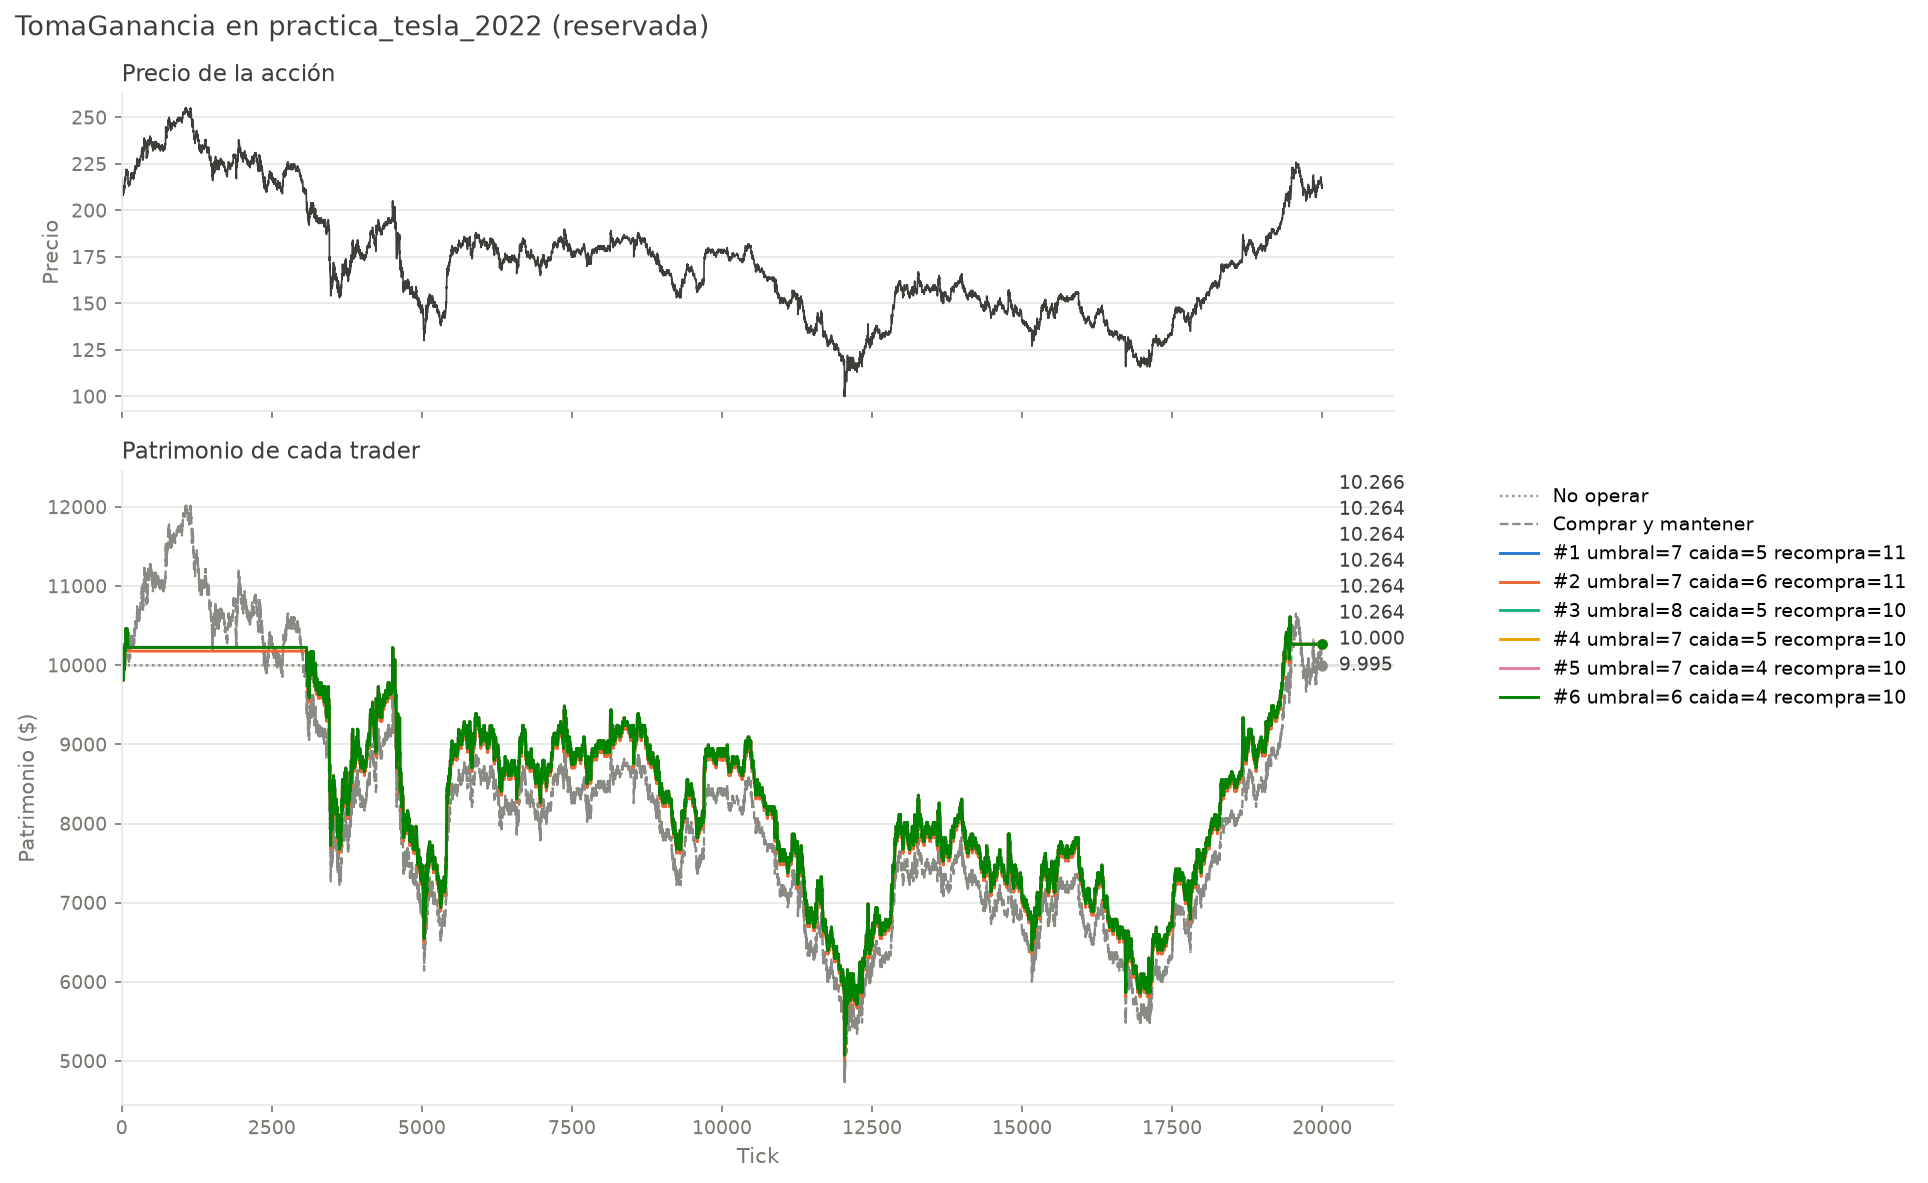 TomaGanancia en practica_tesla_2022 (reservada)
Precio de la acción
250
225
200
175
150
125
100
Precio
Patrimonio de cada trader
12000
11000
10000
9000
8000
7000
6000
5000
Patrimonio ($)
10.266
10.264
10.264
10.264
10.264
10.264
10.000
9.995
0
2500
5000
7500
10000
12500
15000
17500
20000
Tick
No operar
Comprar y mantener
#1 umbral=7 caida=5 recompra=11
#2 umbral=7 caida=6 recompra=11
#3 umbral=8 caida=5 recompra=10
#4 umbral=7 caida=5 recompra=10
#5 umbral=7 caida=4 recompra=10
#6 umbral=6 caida=4 recompra=10